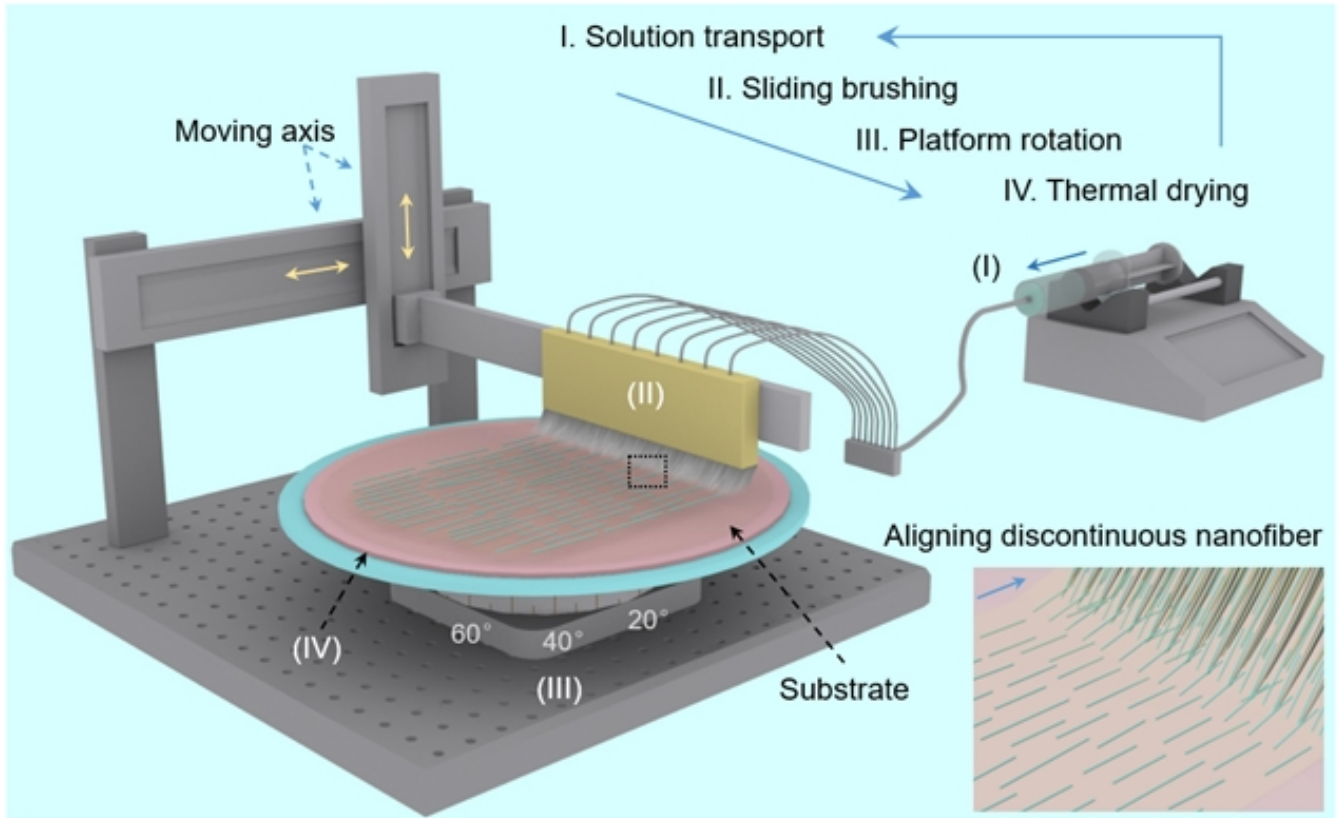 I. Solution transport
II. Sliding brushing
Moving axis
III. Platform rotation
IV. Thermal drying
(I)
(II)
Aligning discontinuous nanofiber
20°
60°
40°
(IV)
(III)
Substrate